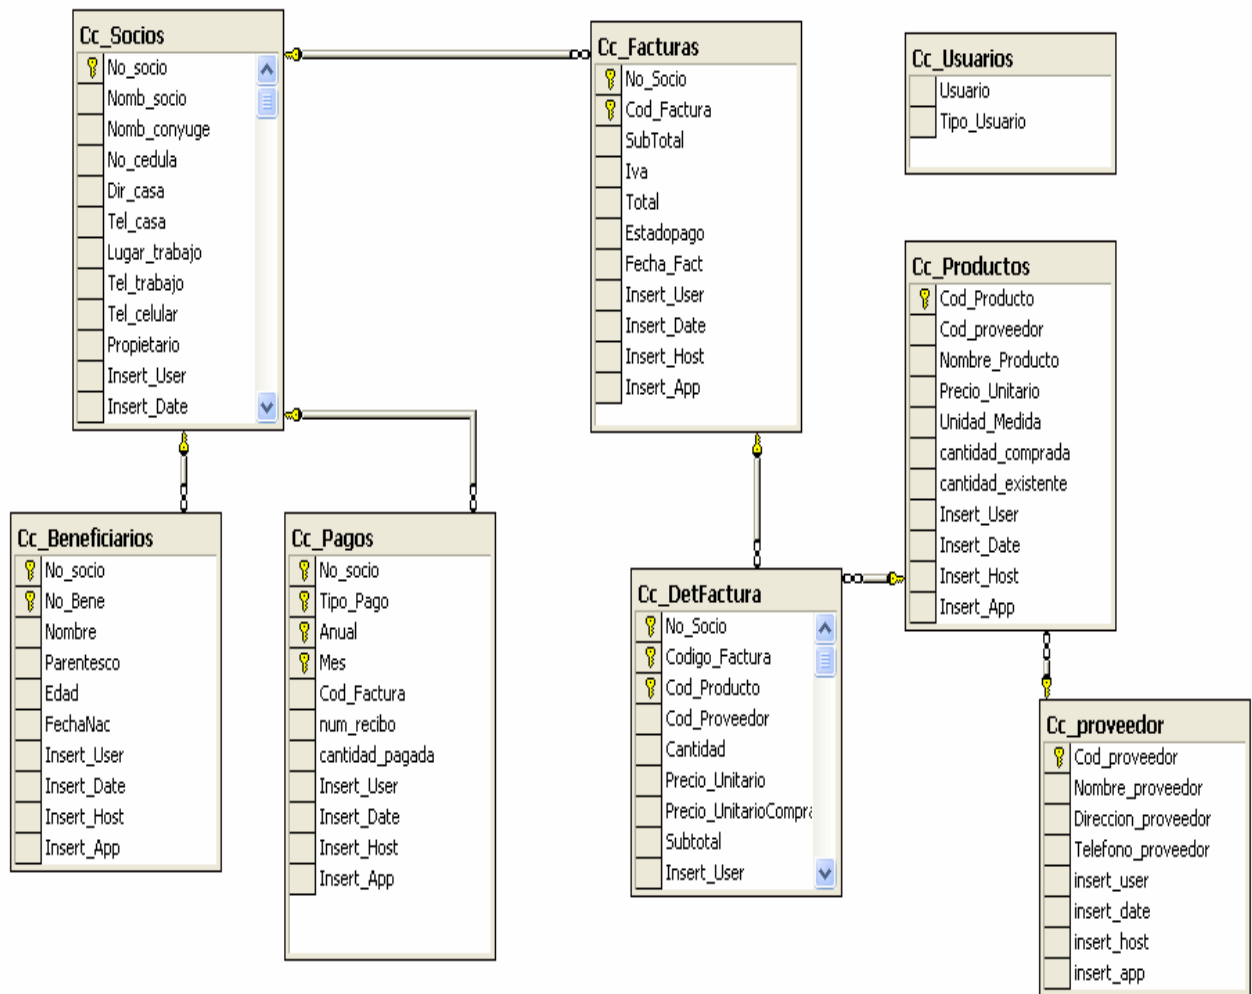 Cc_Socios
No_socio
Nomb_socio
Nomb_conyuge
No_cedula
Dir_casa
Tel_casa
Lugar_trabajo
Tel_trabajo
Tel_celular
Propietario
Insert_User
Insert_Date
Cc_Facturas
No_Socio
Cod_Factura
SubTotal
Iva
Total
Estadopago
Fecha_Fact
Insert_User
Insert_Date
Insert_Host
Insert_App
Cc_Usuarios
Usuario
Tipo_Usuario
Cc_Productos
Cod_Producto
Cod_proveedor
Nombre_Producto
Precio_Unitario
Unidad_Medida
cantidad_comprada
cantidad_existente
Insert_User
Insert_Date
Insert_Host
Insert_App
Cc_Beneficiarios
No_socio
No_Bene
Nombre
Parentesco
Edad
FechaNac
Insert_User
Insert_Date
Insert_Host
Insert_App
Cc_Pagos
No_socio
Tipo_Pago
Anual
Mes
Cod_Factura
num_recibo
cantidad_pagada
Insert_User
Insert_Date
Insert_Host
Insert_App
Cc_DetFactura
No_Socio
Codigo_Factura
Cod_Producto
Cod_Proveedor
Cantidad
Precio_Unitario
Precio_UnitarioCompra
Subtotal
Insert_User
Cc_proveedor
Cod_proveedor
Nombre_proveedor
Direccion_proveedor
Telefono_proveedor
insert_user
insert_date
insert_host
insert_app